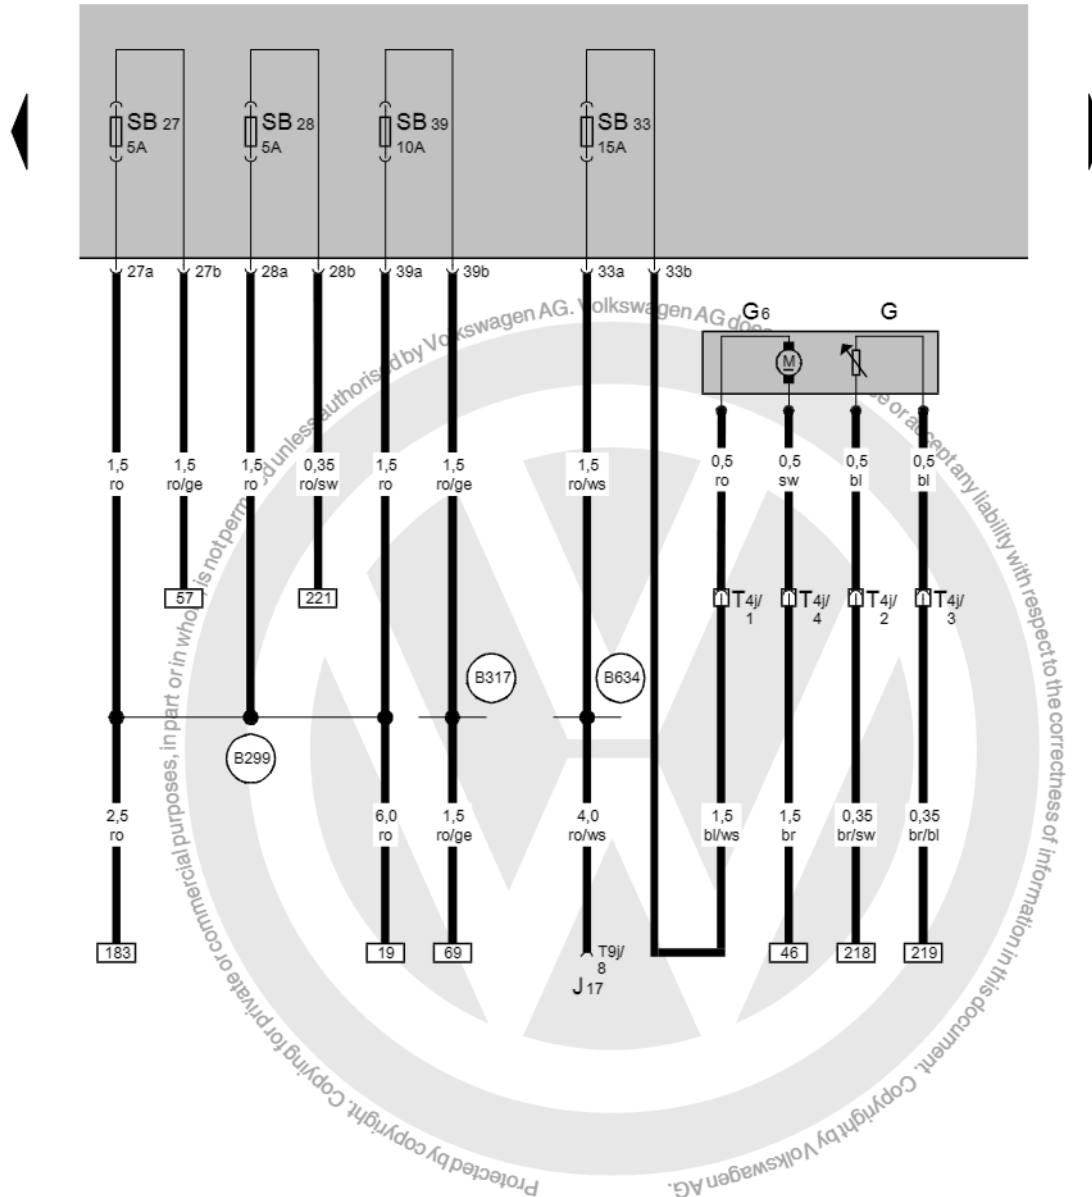 SB 27
5A
SB 28
5A
SB 39
10A
SB 33
15A
27a
27b
28a
28b
39a
39b
33a
33b
G6
G
M
1,5
ro
1,5
ro/ge
1,5
ro
0,35
ro/sw
1,5
ro
1,5
ro/ge
1,5
ro/ws
0,5
ro
0,5
sw
0,5
bl
0,5
bl
57
221
T4j/
1
T4j/
4
T4j/
2
T4j/
3
B317
B634
B299
2,5
ro
6,0
ro
1,5
ro/ge
4,0
ro/ws
1,5
bl/ws
1,5
br
0,35
br/sw
0,35
br/bl
183
19
69
T9j/
8
J17
46
218
219
Protected by copyright. Copying for private or commercial purposes, in part or in whole, is not permitted unless authorised by Volkswagen AG. Volkswagen AG does or accept any liability with respect to the correctness of information in this document. Copyright by Volkswagen AG.